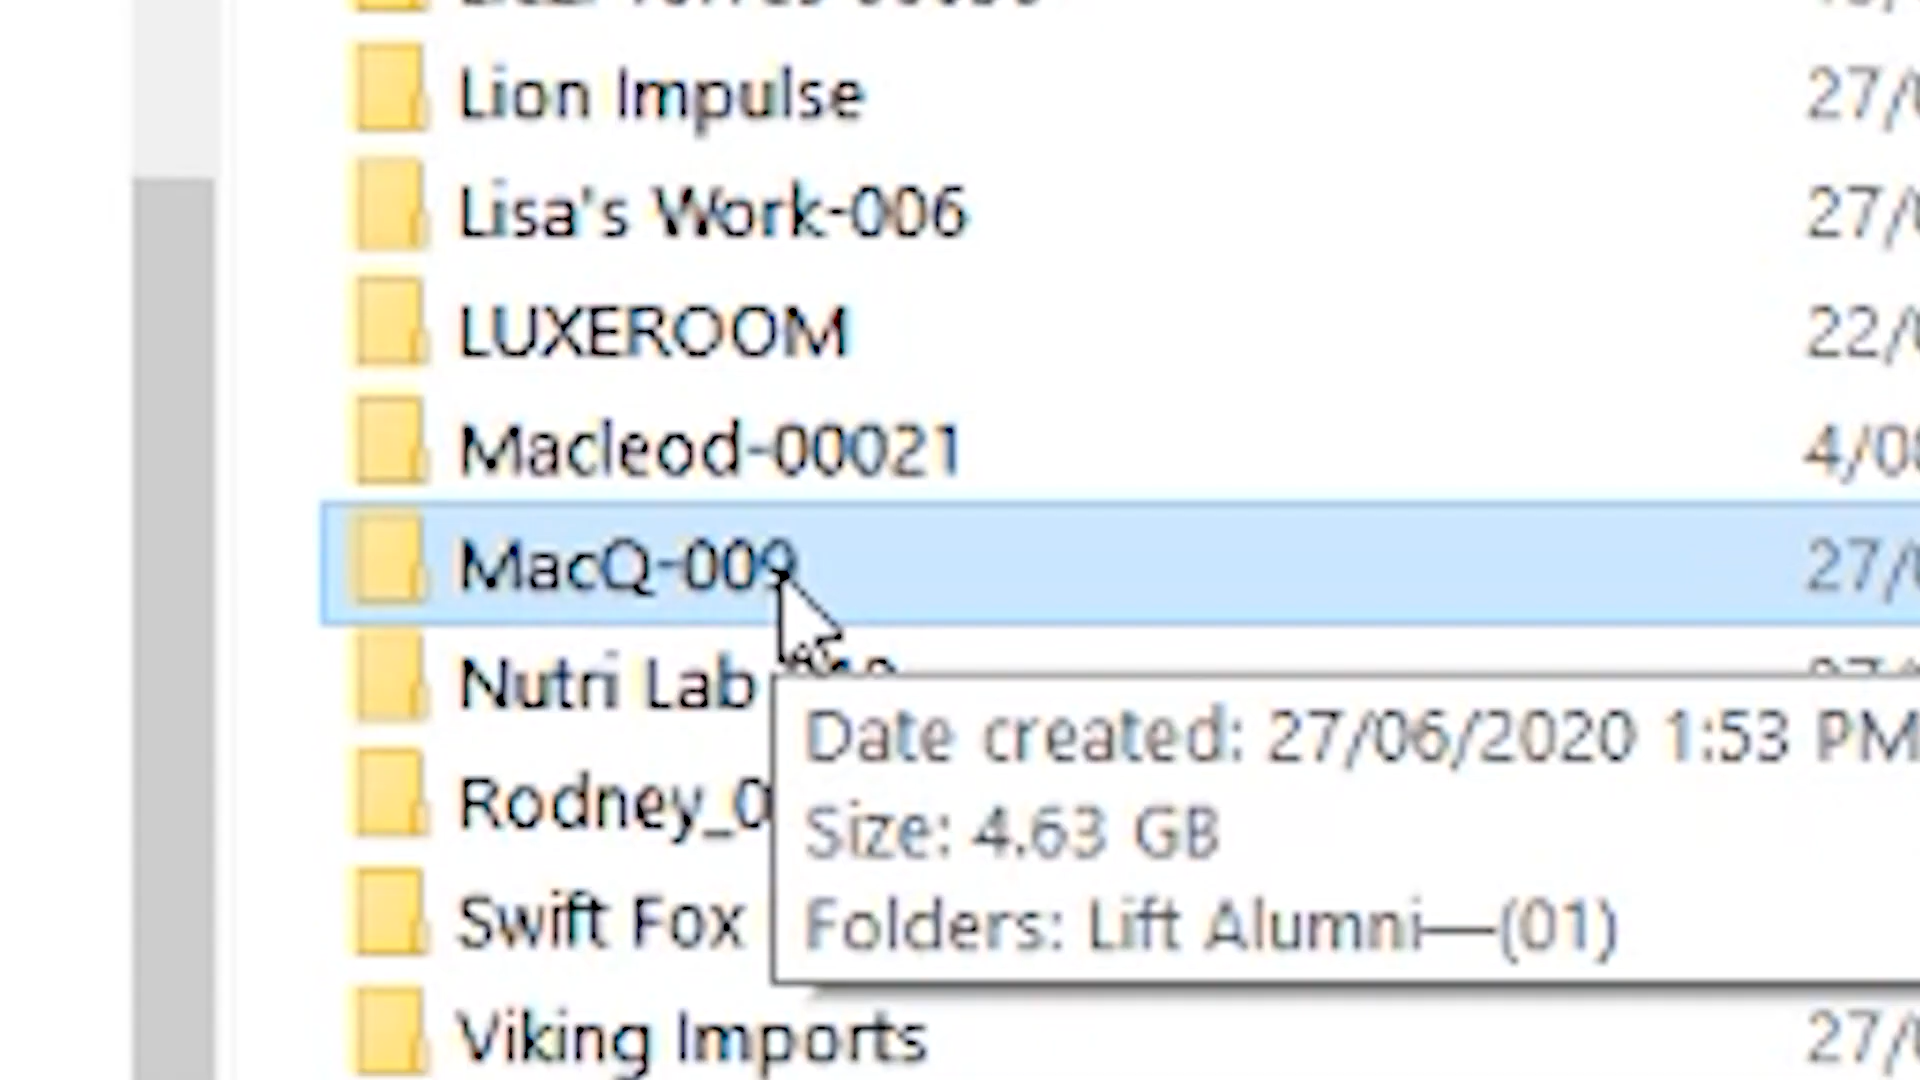 Lion Impulse 27/
Lisa's Work-006 27/
LUXEROOM 22/
Macleod-00021 4/0
MacQ-009 27/
Nutri Lab
Date created: 27/06/2020 1:53 PM
Rodney_0
Size: 4.63 GB
Swift Fox
Folders: Lift Alumni—(01)
Viking Imports 27/